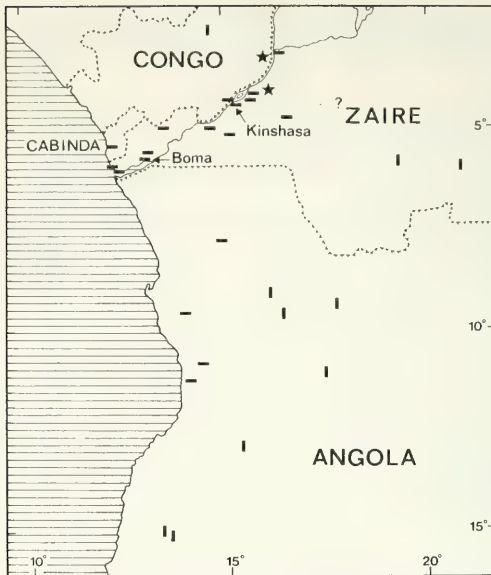 CONGO
? ZAIRE
Kinshasa
5°
CABINDA
Boma
10°
ANGOLA
15°
10°
15°
20°